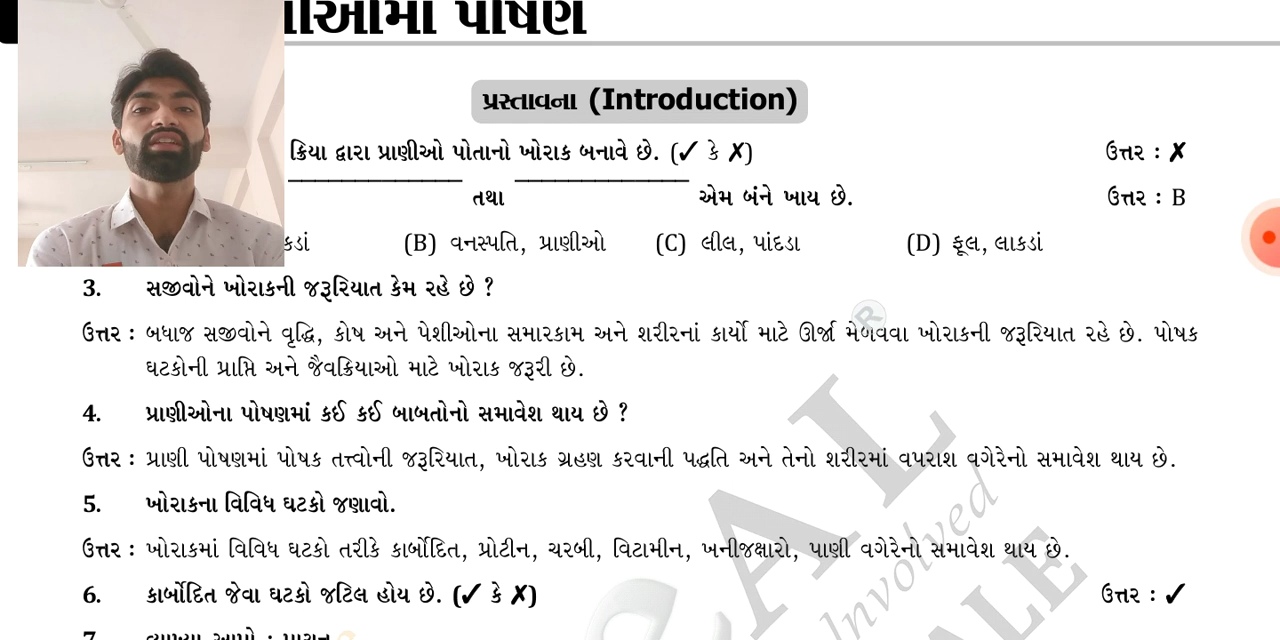 પોષણ
પ્રસ્તાવના (Introduction)
ક્રિયા દ્વારા પ્રાણીઓ પોતાનો ખોરાક બનાવે છે. (✓ કે ✗) ઉત્તર : ✗
_____________ તથા _____________ એમ બંને ખાય છે. ઉત્તર : B
(B) વનસ્પતિ, પ્રાણીઓ (C) લીલ, પાંદડા (D) ફૂલ, લાકડાં
3. સજીવોને ખોરાકની જરૂરિયાત કેમ રહે છે ?
ઉત્તર : બધાજ સજીવોને વૃદ્ધિ, કોષ અને પેશીઓના સમારકામ અને શરીરનાં કાર્યો માટે ઊર્જા મેળવવા ખોરાકની જરૂરિયાત રહે છે. પોષક
ઘટકોની પ્રાપ્તિ અને જૈવક્રિયાઓ માટે ખોરાક જરૂરી છે.
4. પ્રાણીઓના પોષણમાં કઈ કઈ બાબતોનો સમાવેશ થાય છે ?
ઉત્તર : પ્રાણી પોષણમાં પોષક તત્ત્વોની જરૂરિયાત, ખોરાક ગ્રહણ કરવાની પદ્ધતિ અને તેનો શરીરમાં વપરાશ વગેરેનો સમાવેશ થાય છે.
5. ખોરાકના વિવિધ ઘટકો જણાવો.
ઉત્તર : ખોરાકમાં વિવિધ ઘટકો તરીકે કાર્બોદિત, પ્રોટીન, ચરબી, વિટામીન, ખનીજક્ષારો, પાણી વગેરેનો સમાવેશ થાય છે.
6. કાર્બોદિત જેવા ઘટકો જટિલ હોય છે. (✓ કે ✗) ઉત્તર : ✓
Involved